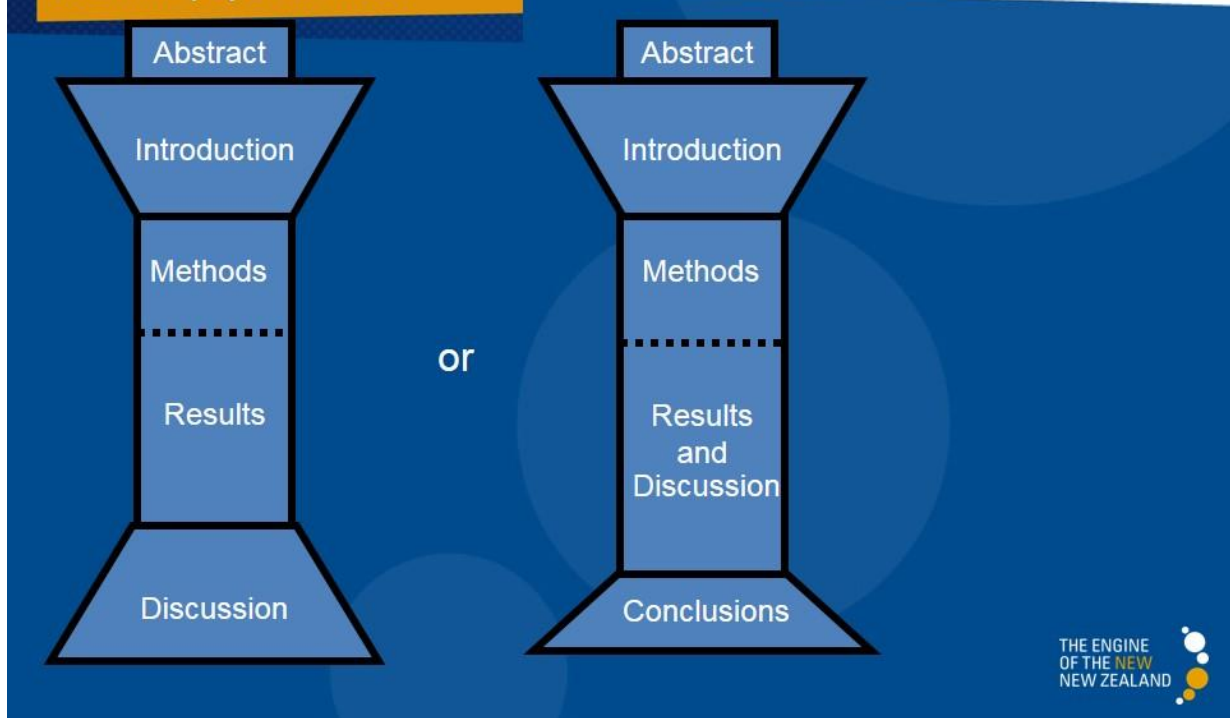 Abstract
Introduction
Methods
Results
Discussion
or
Abstract
Introduction
Methods
Results
and
Discussion
Conclusions
THE ENGINE
OF THE NEW
NEW ZEALAND